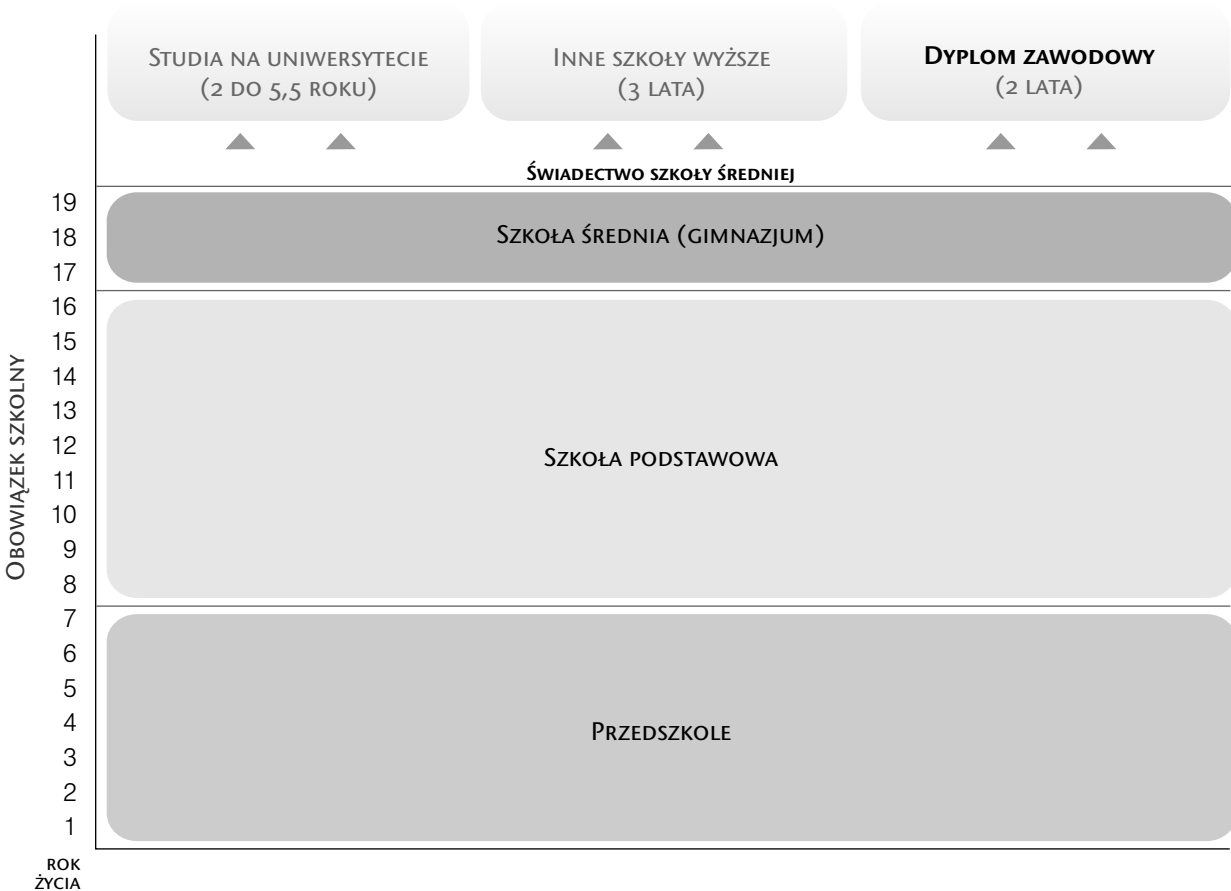 Studia na uniwersytecie
(2 do 5,5 roku)
Inne szkoły wyższe
(3 lata)
Dyplom zawodowy
(2 lata)
Świadectwo szkoły średniej
19
18
17
Szkoła średnia (gimnazjum)
16
15
14
13
12
11
10
9
8
Szkoła podstawowa
Obowiązek szkolny
7
6
5
4
3
2
1
Przedszkole
rok
życia